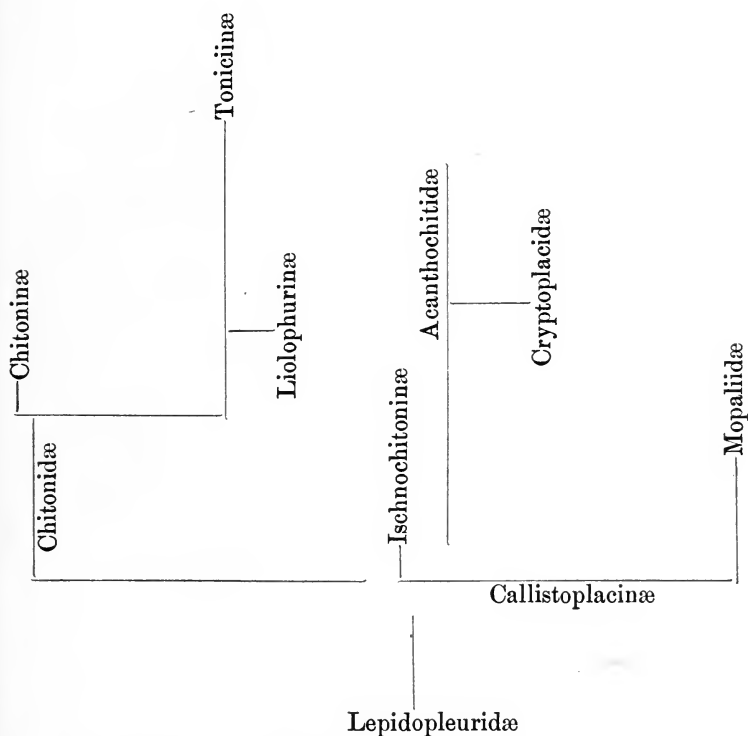 Toniciinæ
Chitoninæ
Liolophurinæ
Chitonidæ
Acanthochitidæ
Cryptoplacidæ
Ischnochitoninæ
Mopaliidæ
Callistoplacinæ
Lepidopleuridæ